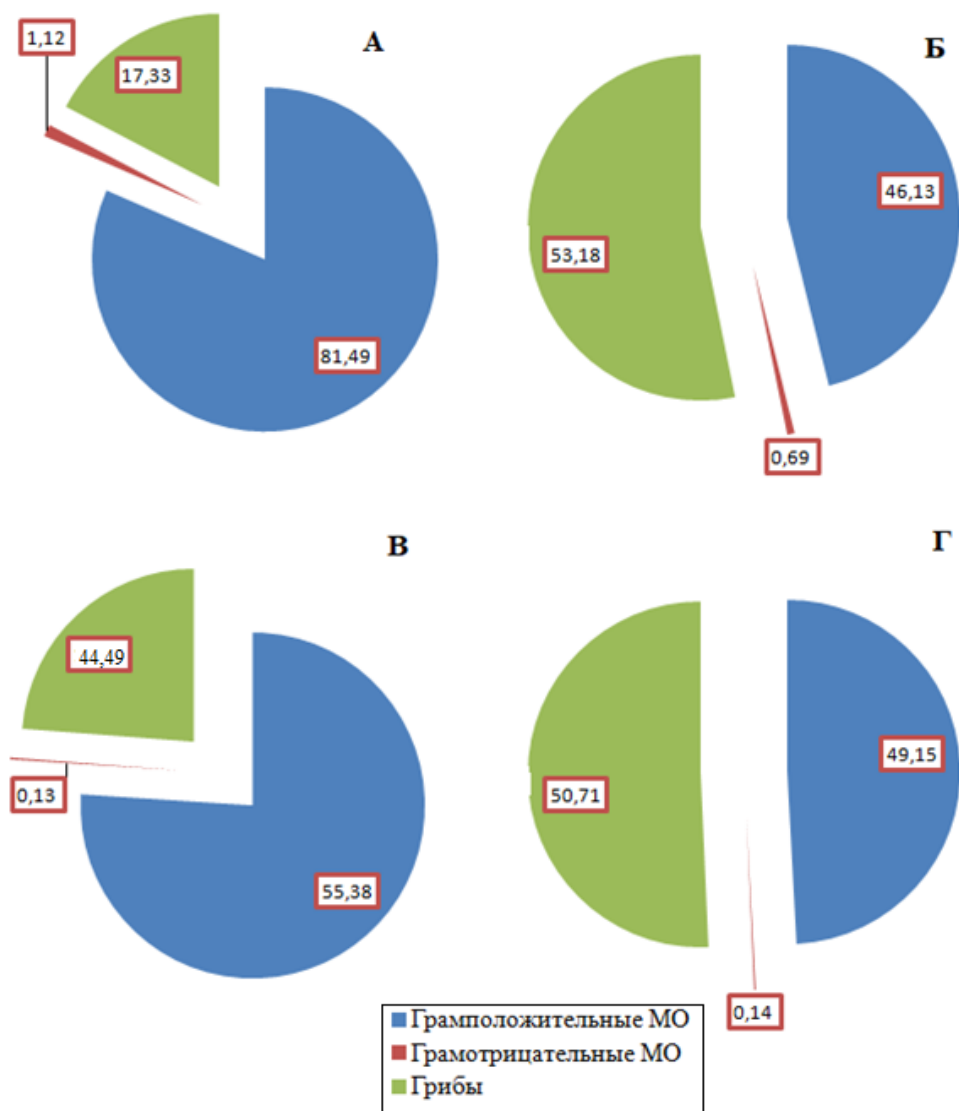 А
1,12
17,33
81,49
Б
46,13
53,18
0,69
В
44,49
0,13
55,38
Г
49,15
50,71
0,14
Грамположительные МО
Грамотрицательные МО
Грибы